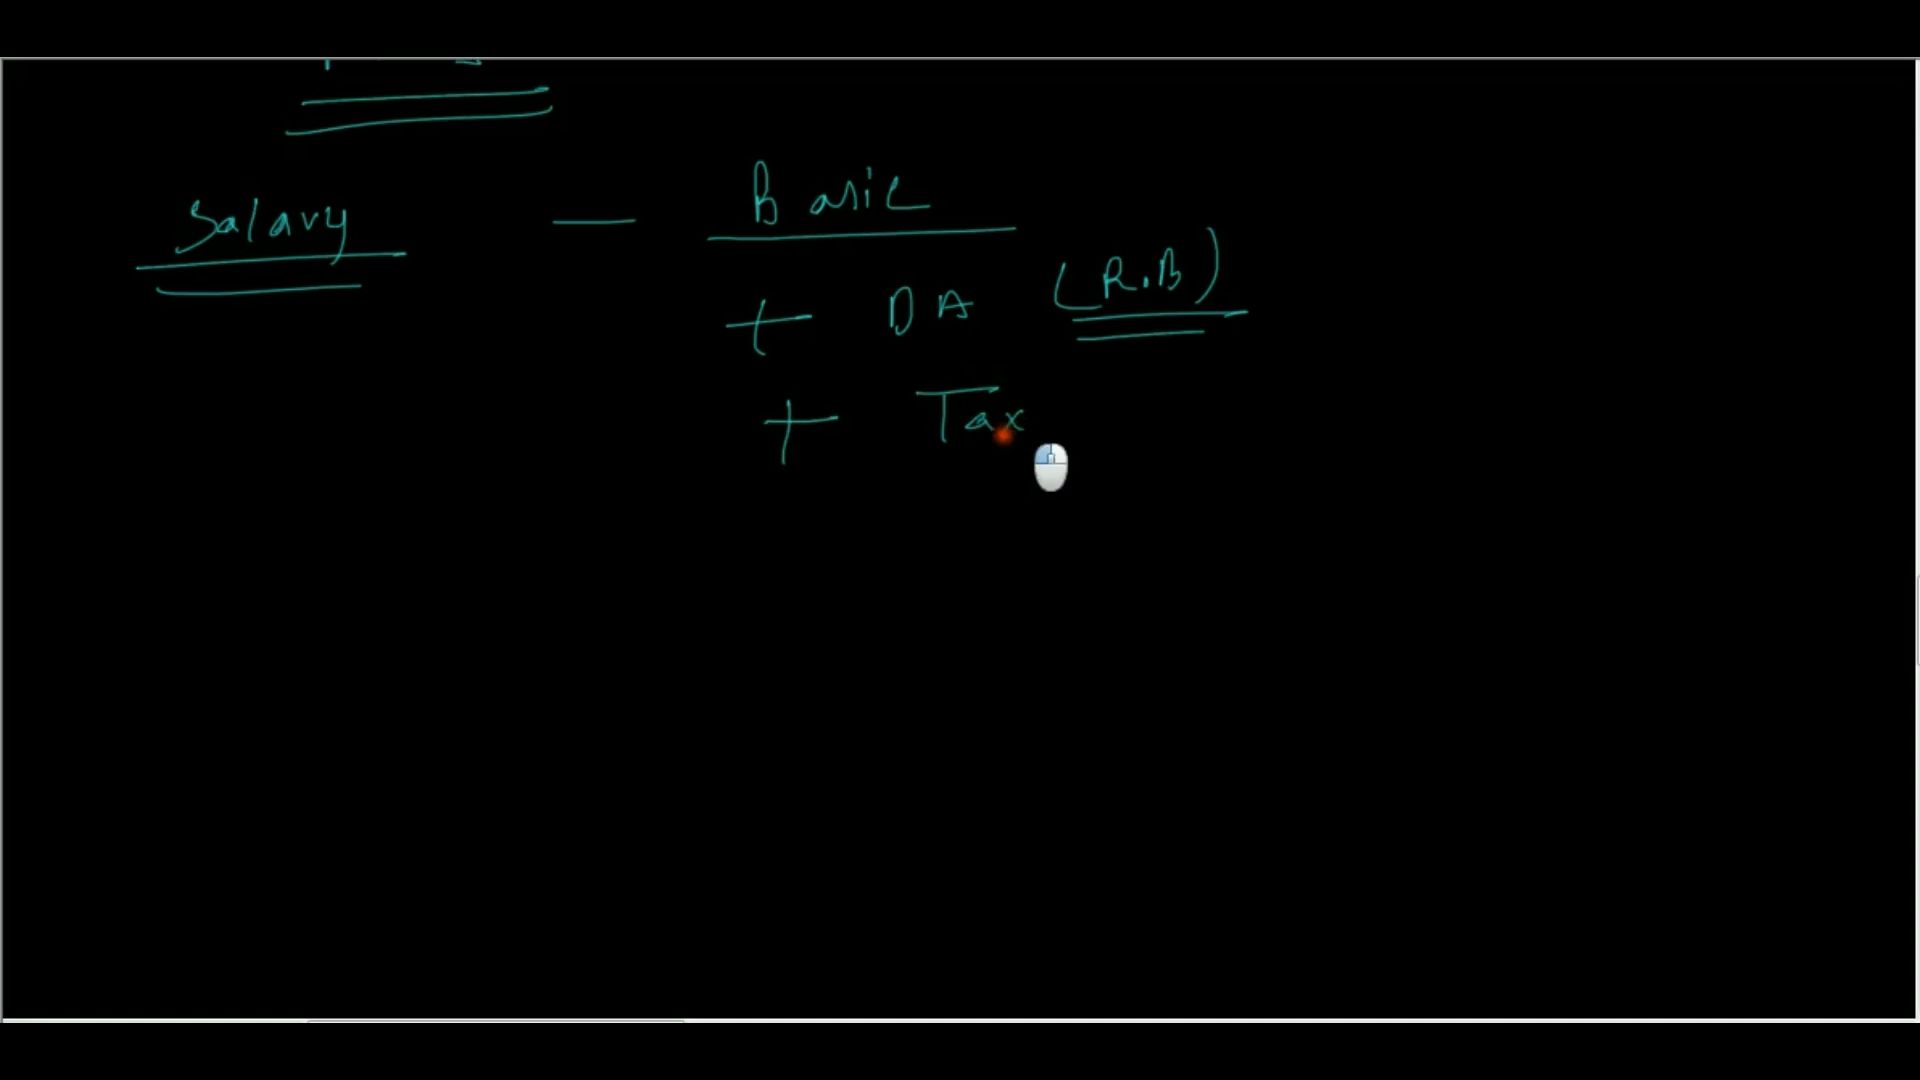 Salary — Basic
+ DA (R.B)
+ Tax